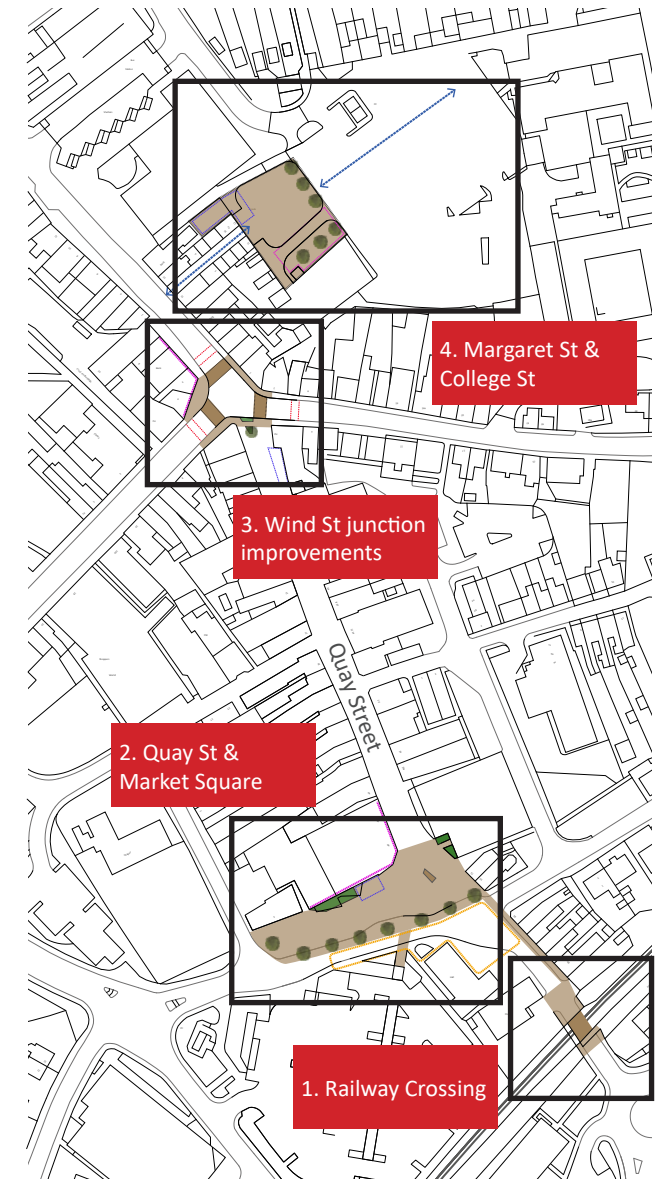 4. Margaret St &
College St
3. Wind St junction
improvements
Quay Street
2. Quay St &
Market Square
1. Railway Crossing